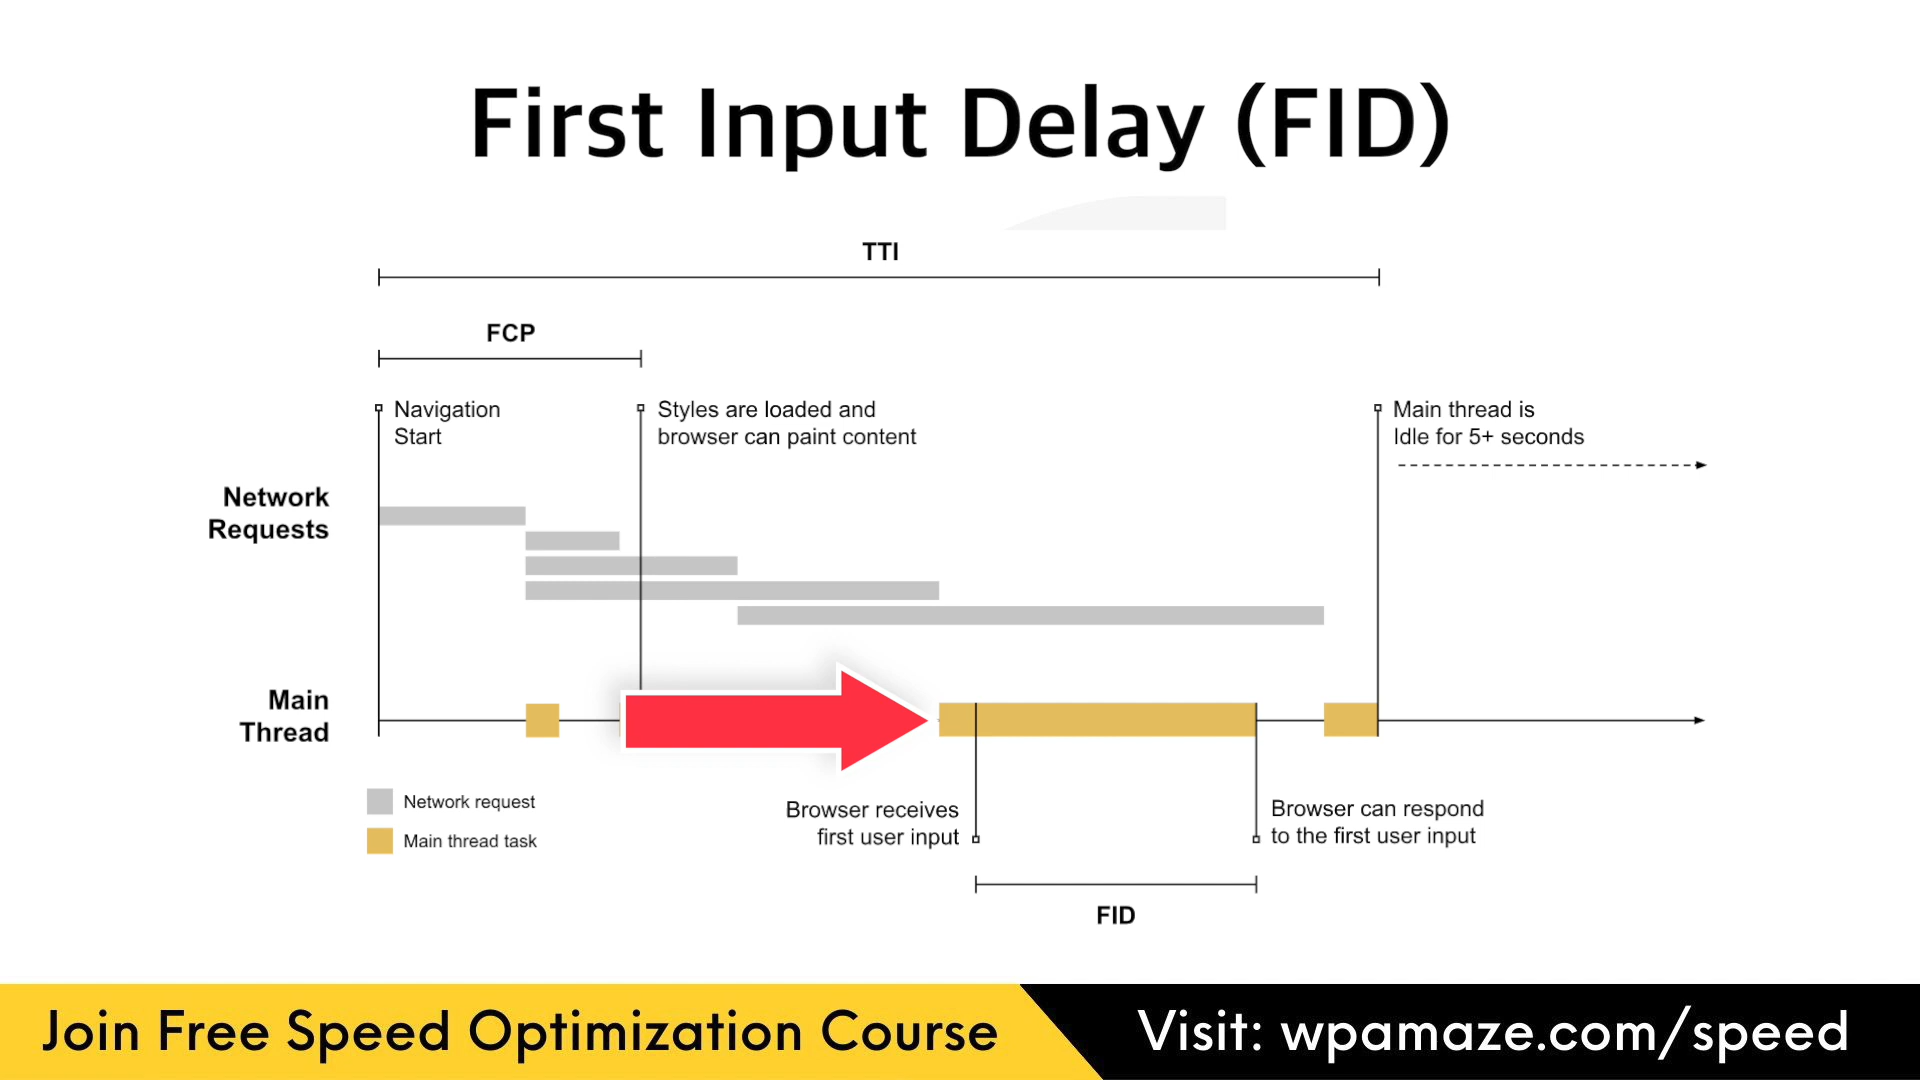 First Input Delay (FID)
TTI
FCP
Navigation
Start
Styles are loaded and
browser can paint content
Main thread is
Idle for 5+ seconds
Network
Requests
Main
Thread
Network request
Main thread task
Browser receives
first user input
Browser can respond
to the first user input
FID
Join Free Speed Optimization Course
Visit: wpamaze.com/speed